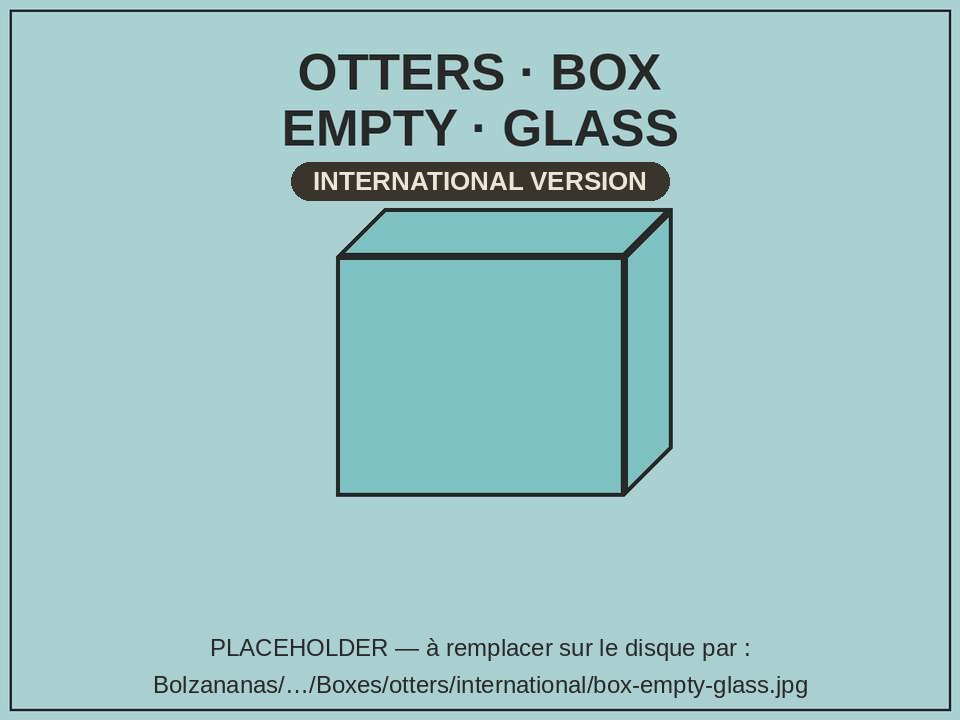 OTTERS · BOX
EMPTY · GLASS
INTERNATIONAL VERSION
PLACEHOLDER — à remplacer sur le disque par :
Bolzananas/…/Boxes/otters/international/box-empty-glass.jpg